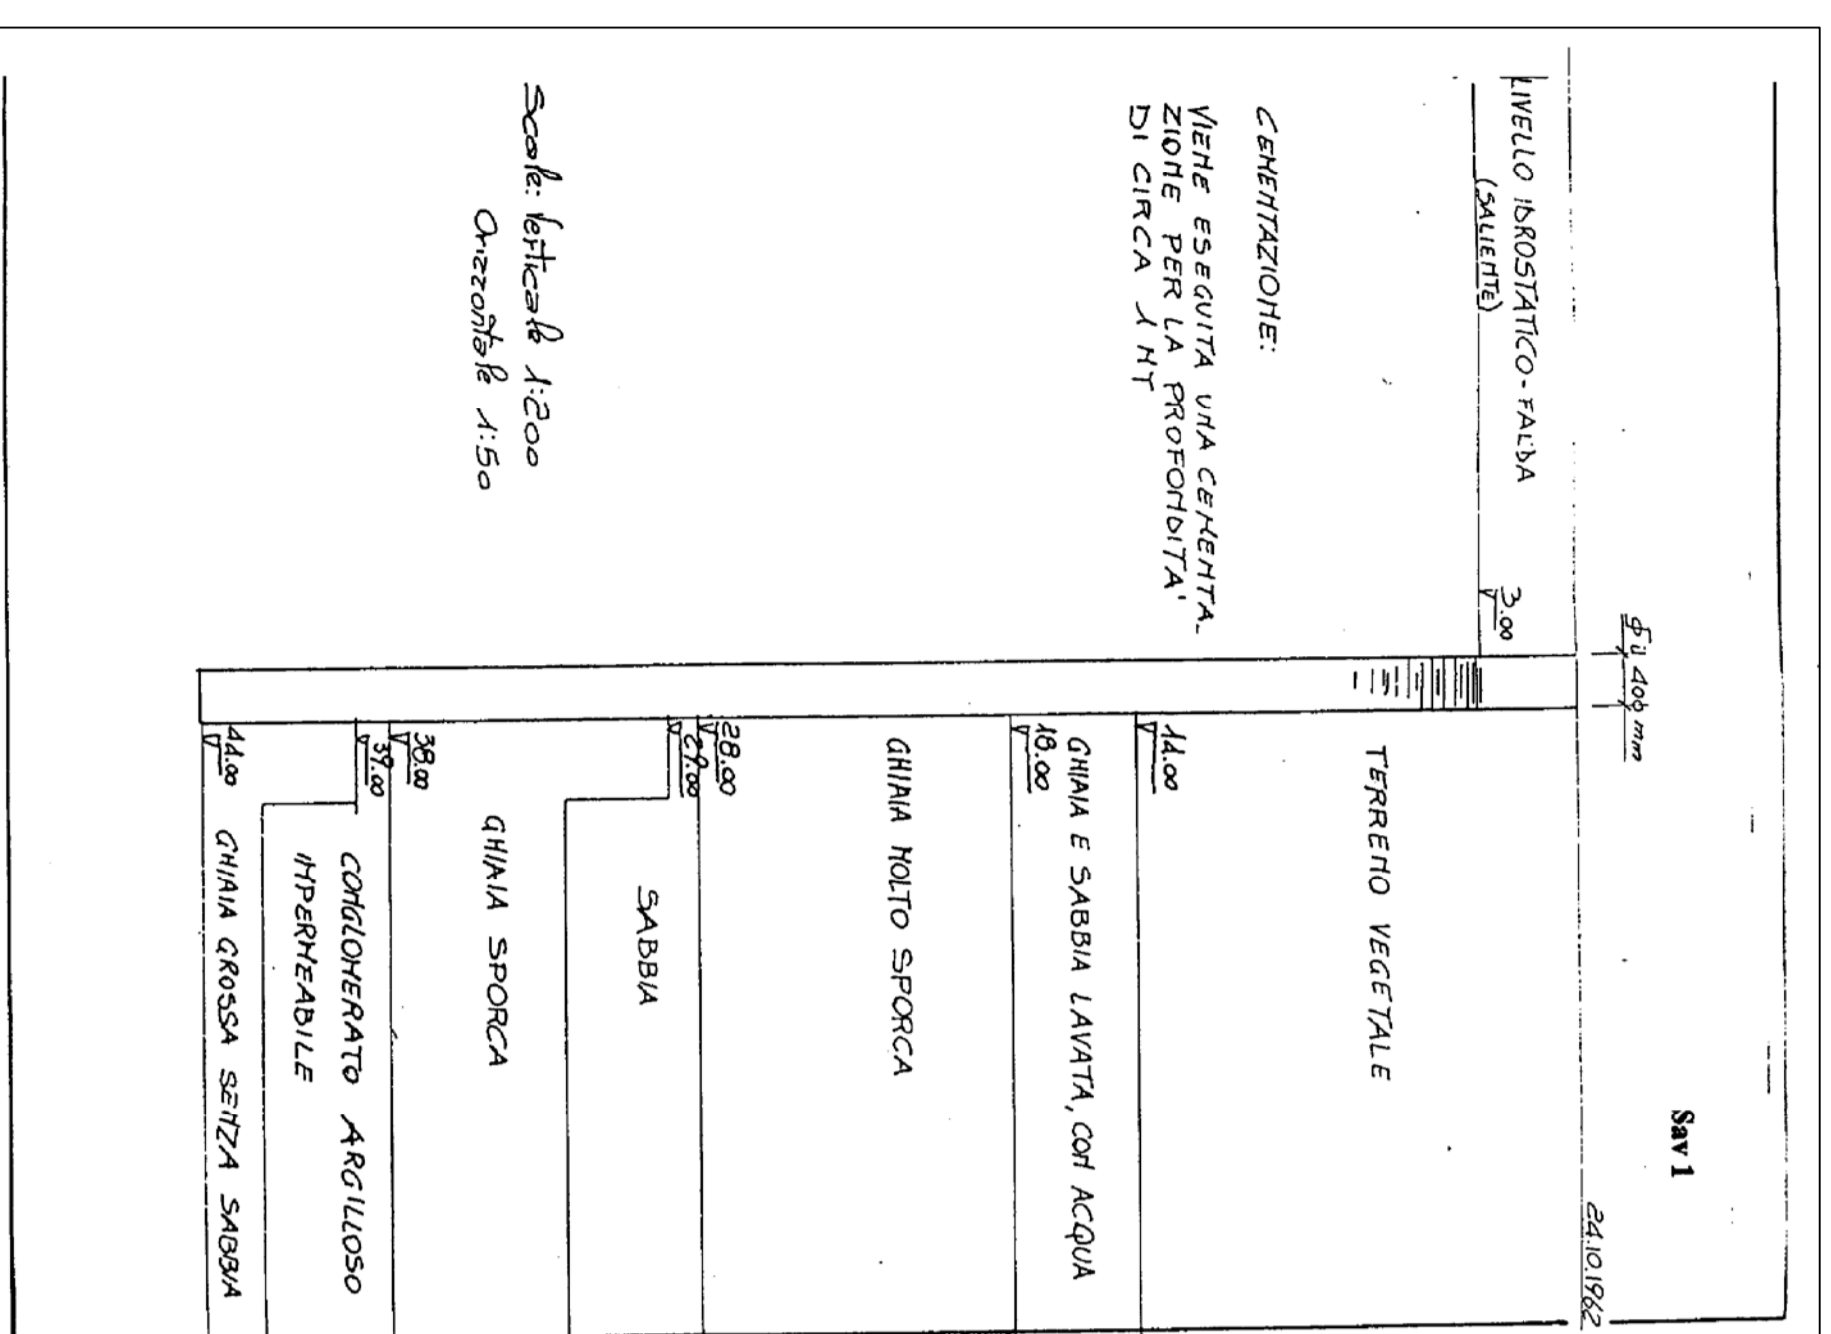 Sav 1
400 mm
24.10.1962
LIVELLO IDROSTATICO-FALDA
(SALIENTE)
3.00
TERRENO VEGETALE
CEMENTAZIONE:
VIENE ESEGUITA UNA CEMENTA-
ZIONE PER LA PROFONDITA'
DI CIRCA 1 MT
14.00
GHIAIA E SABBIA LAVATA, CON ACQUA
18.00
GHIAIA MOLTO SPORCA
28.00
29.00
SABBIA
Scale: Verticale 1:200
Orizzontale 1:50
GHIAIA SPORCA
38.00
39.00
CONGLOMERATO ARGILLOSO
IMPERMEABILE
44.00
GHIAIA GROSSA SENZA SABBIA